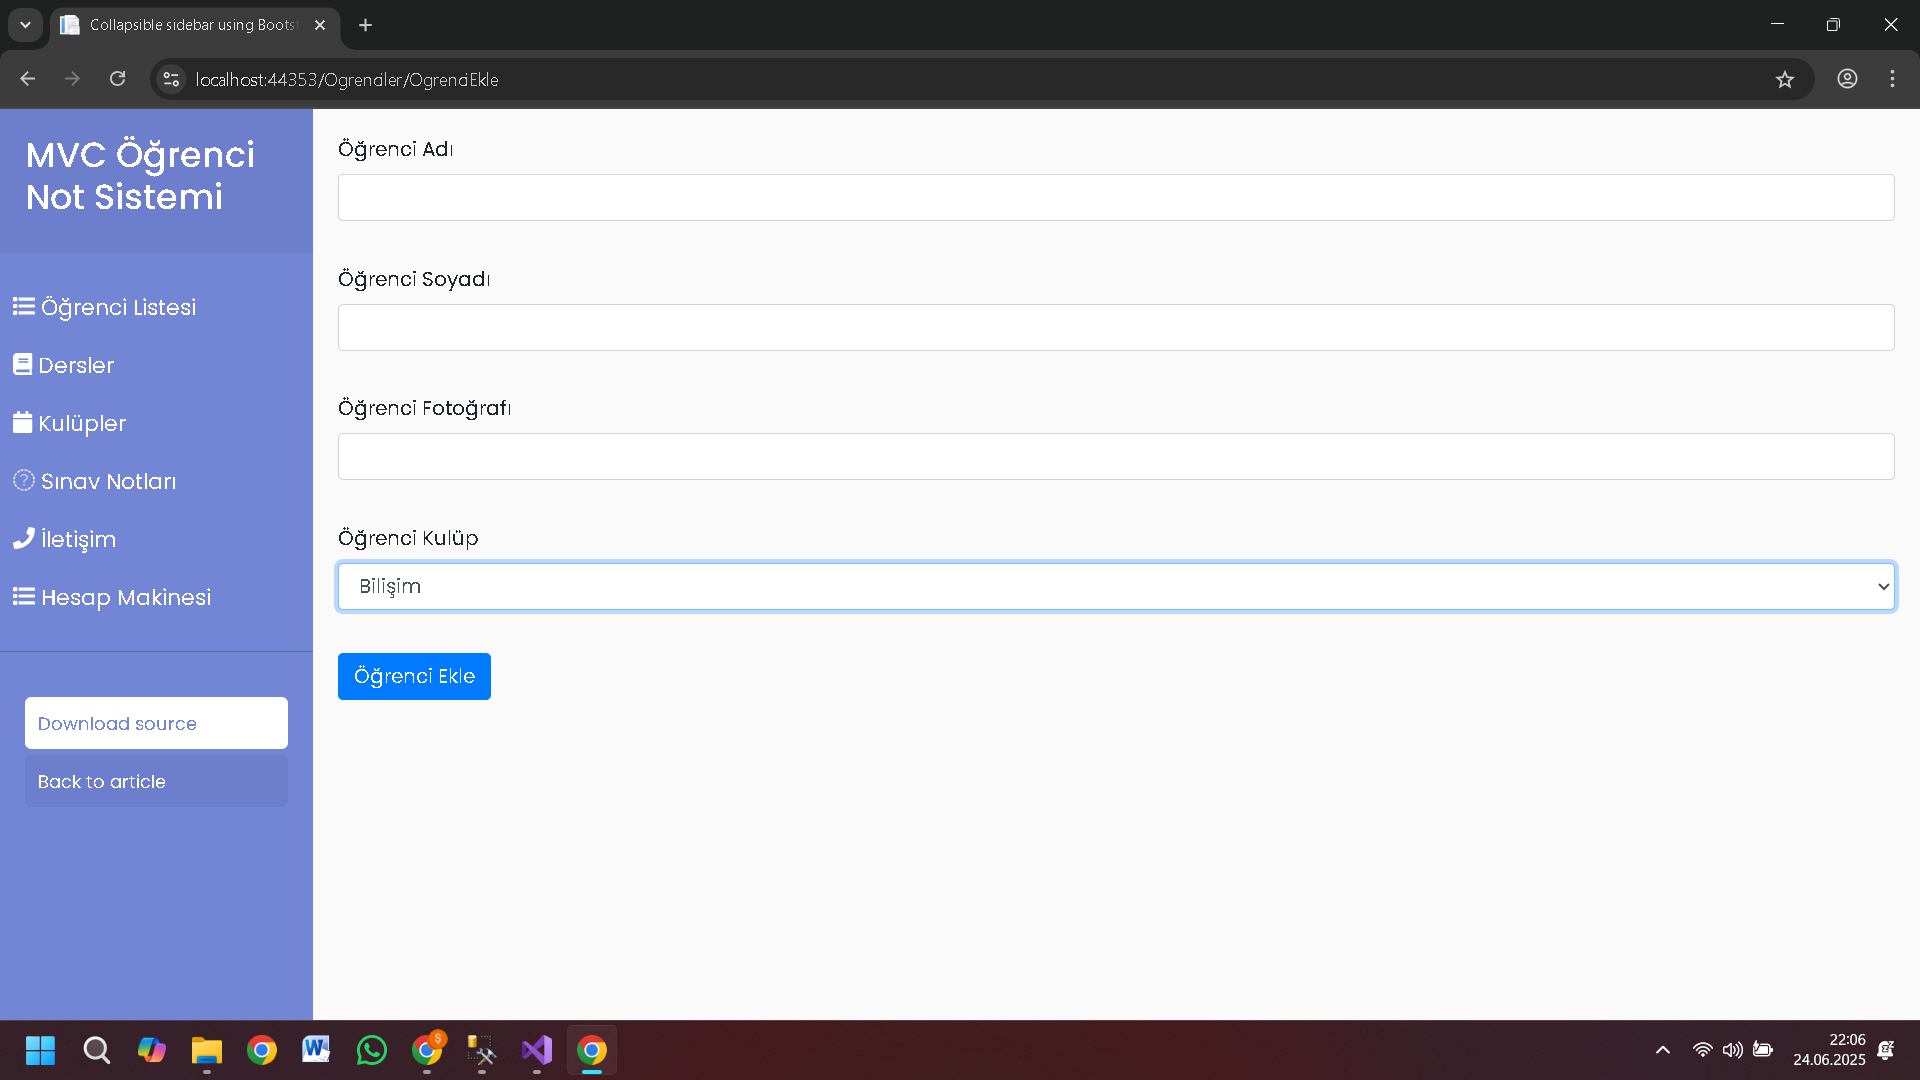 Collapsible sidebar using Boots
localhost:44353/Ogrenciler/OgrenciEkle
MVC Öğrenci
Not Sistemi
Öğrenci Listesi
Dersler
Kulüpler
Sınav Notları
İletişim
Hesap Makinesi
Download source
Back to article
Öğrenci Adı
Öğrenci Soyadı
Öğrenci Fotoğrafı
Öğrenci Kulüp
Bilişim
Öğrenci Ekle
22:06
24.06.2025